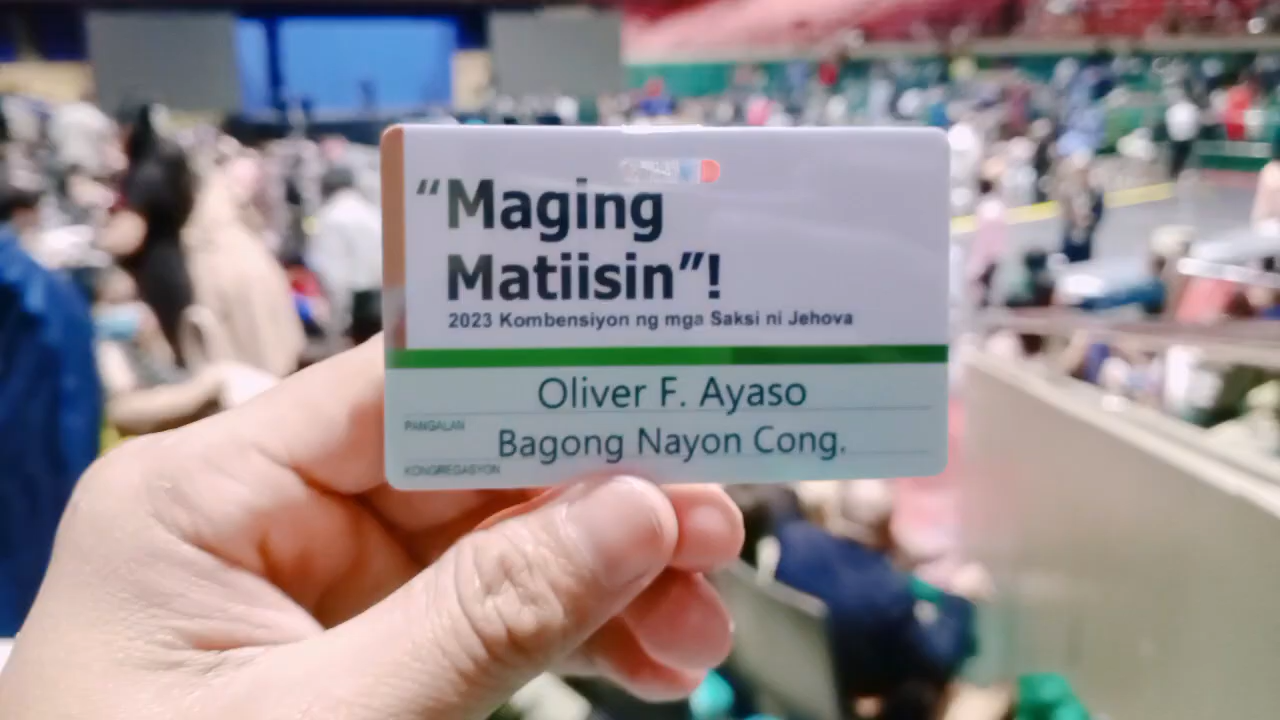 “Maging
Matiisin”!
2023 Kombensiyon ng mga Saksi ni Jehova
Oliver F. Ayaso
PANGALAN
Bagong Nayon Cong.
KONGREGASYON